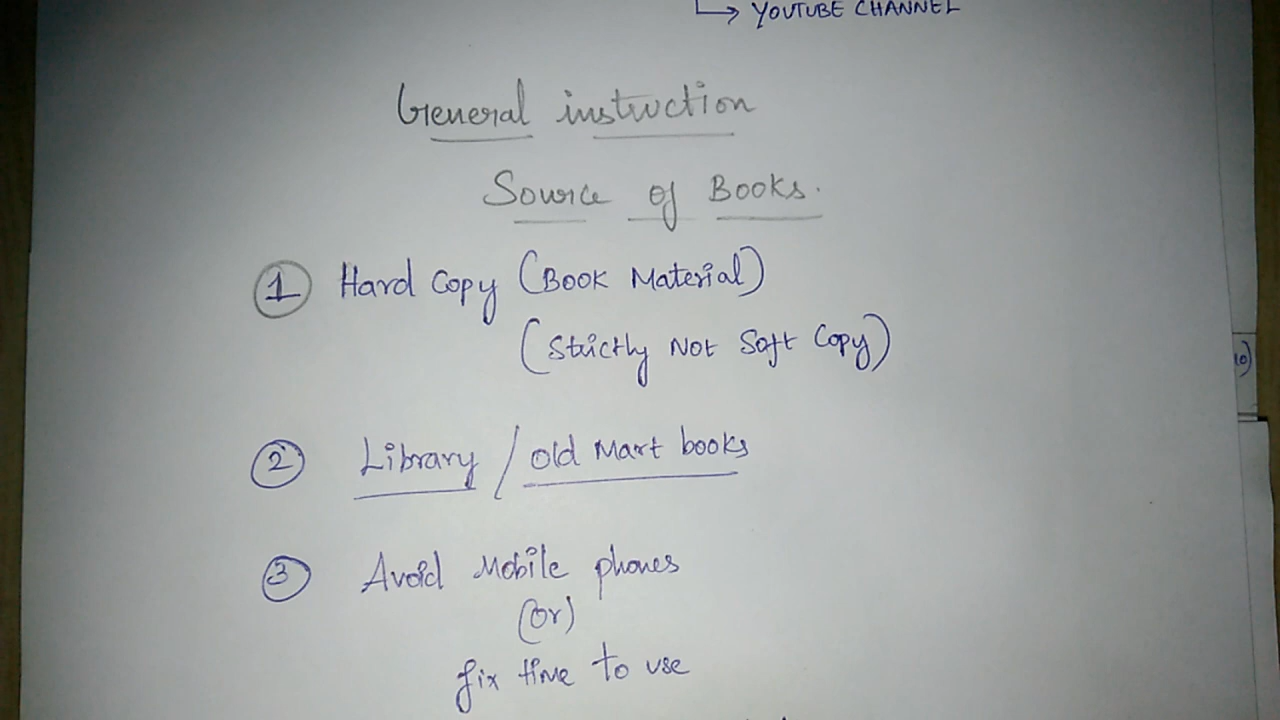 ↳ YOUTUBE CHANNEL
General instruction
Source of Books.
① Hard Copy (Book Material)
(Strictly Not Soft Copy)
② Library / old Mart books
③ Avoid Mobile phones
(or)
fix time to use